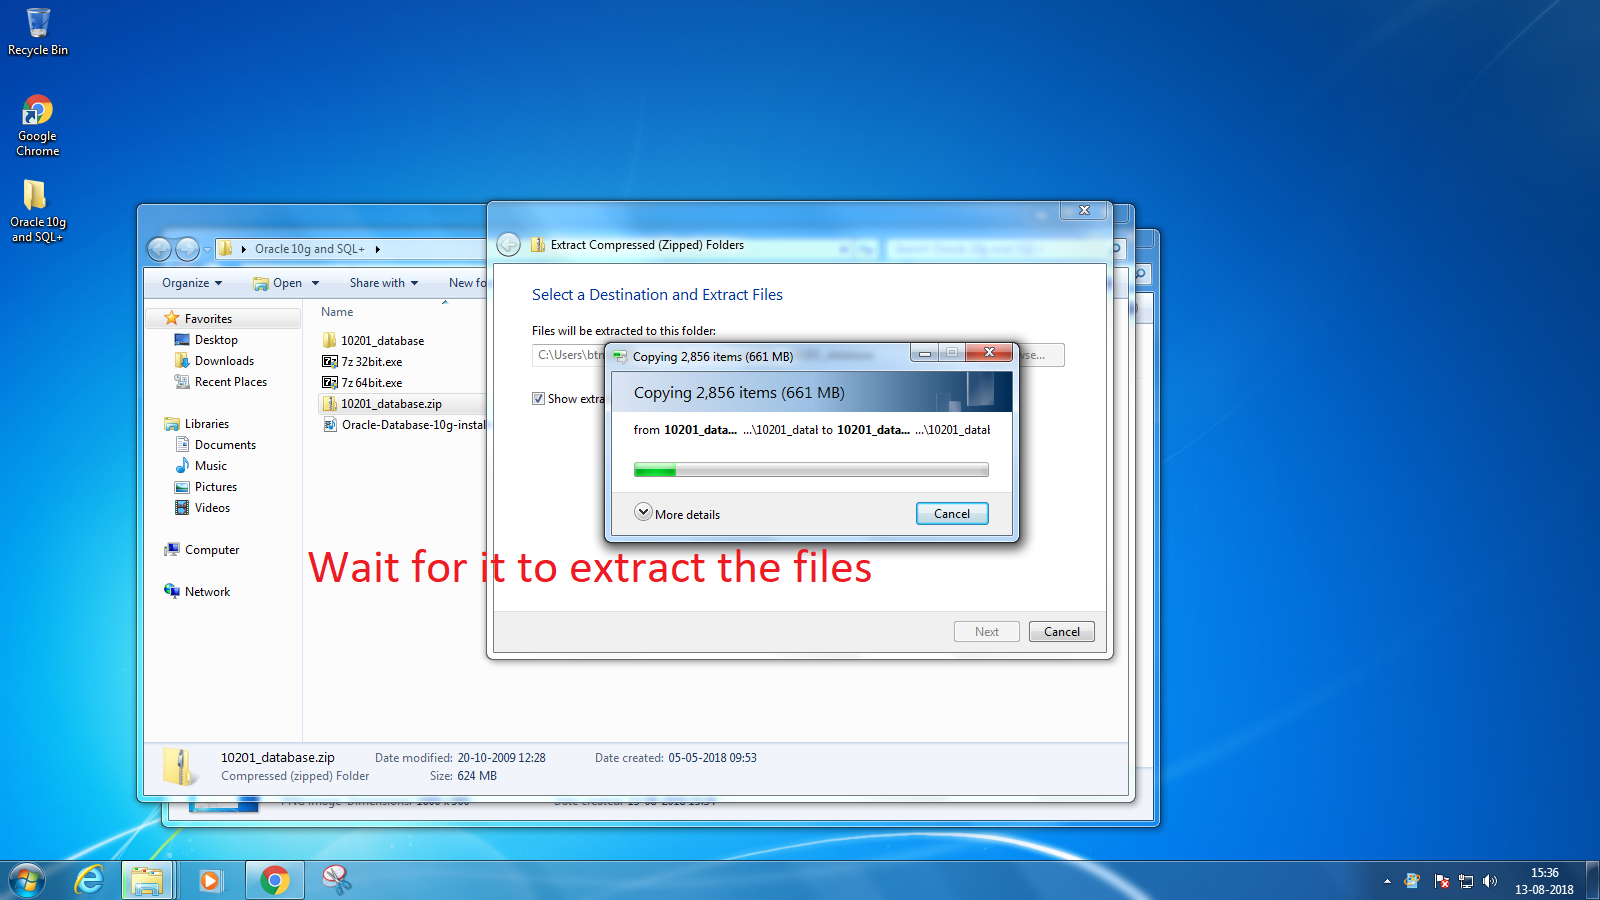 Recycle Bin
Google
Chrome
Oracle 10g
and SQL+
Oracle 10g and SQL+
Organize
Open
Share with
New fo
Favorites
Desktop
Downloads
Recent Places
Libraries
Documents
Music
Pictures
Videos
Computer
Network
Name
10201_database
7z 32bit.exe
7z 64bit.exe
10201_database.zip
Oracle-Database-10g-instal
Extract Compressed (Zipped) Folders
Select a Destination and Extract Files
Files will be extracted to this folder:
C:\Users\btn
wse...
Show extra
Copying 2,856 items (661 MB)
Copying 2,856 items (661 MB)
from 10201_data... ...\10201_datab to 10201_data... ...\10201_datab
More details
Cancel
Wait for it to extract the files
Next
Cancel
10201_database.zip Date modified: 20-10-2009 12:28 Date created: 05-05-2018 09:53
Compressed (zipped) Folder Size: 624 MB
15:36
13-08-2018